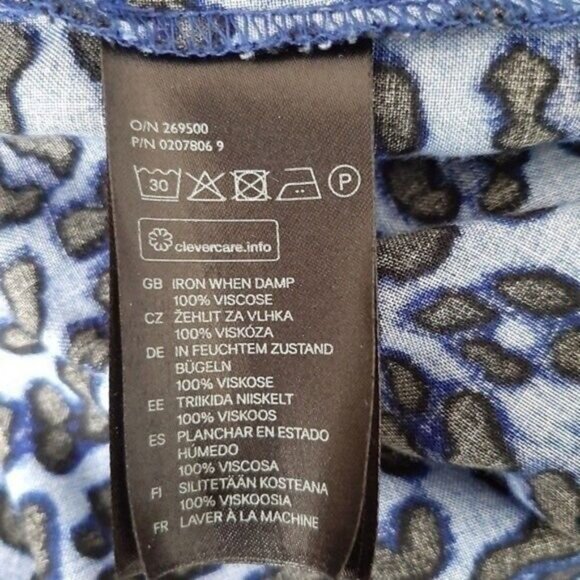 O/N 269500
P/N 0207806 9
30 P
clevercare.info
GB IRON WHEN DAMP
100% VISCOSE
CZ ŽEHLIT ZA VLHKA
100% VISKÓZA
DE IN FEUCHTEM ZUSTAND
BÜGELN
100% VISKOSE
EE TRIIKIDA NIISKELT
100% VISKOOS
ES PLANCHAR EN ESTADO
HÚMEDO
100% VISCOSA
FI SILITETÄÄN KOSTEANA
100% VISKOOSIA
FR LAVER À LA MACHINE